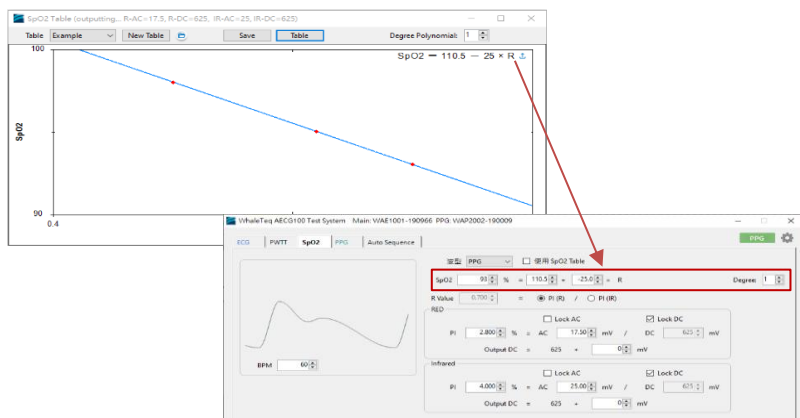 SpO2 Table (outputting... R-AC=17.5, R-DC=625, IR-AC=25, IR-DC=625)
Table Example New Table Save Table Degree Polynomial: 1
100
SpO2 = 110.5 − 25 × R
SpO2
90
0.4
WhaleTeq AECG100 Test System Main: WAE1001-190966 PPG: WAP2002-190009
ECG PWTT SpO2 PPG Auto Sequence PPG
PPG 使用 SpO2 Table
SpO2 93 % = 110.5 + -25.0 × R Degree 1
R Value 0.700 = PI (R) / PI (IR)
RED
Lock AC Lock DC
PI 2.800 % = AC 17.50 mV / DC 625 mV
Output DC = 625 + 0 mV
BPM 60
Infrared
Lock AC Lock DC
PI 4.000 % = AC 25.00 mV / DC 625 mV
Output DC = 625 + 0 mV